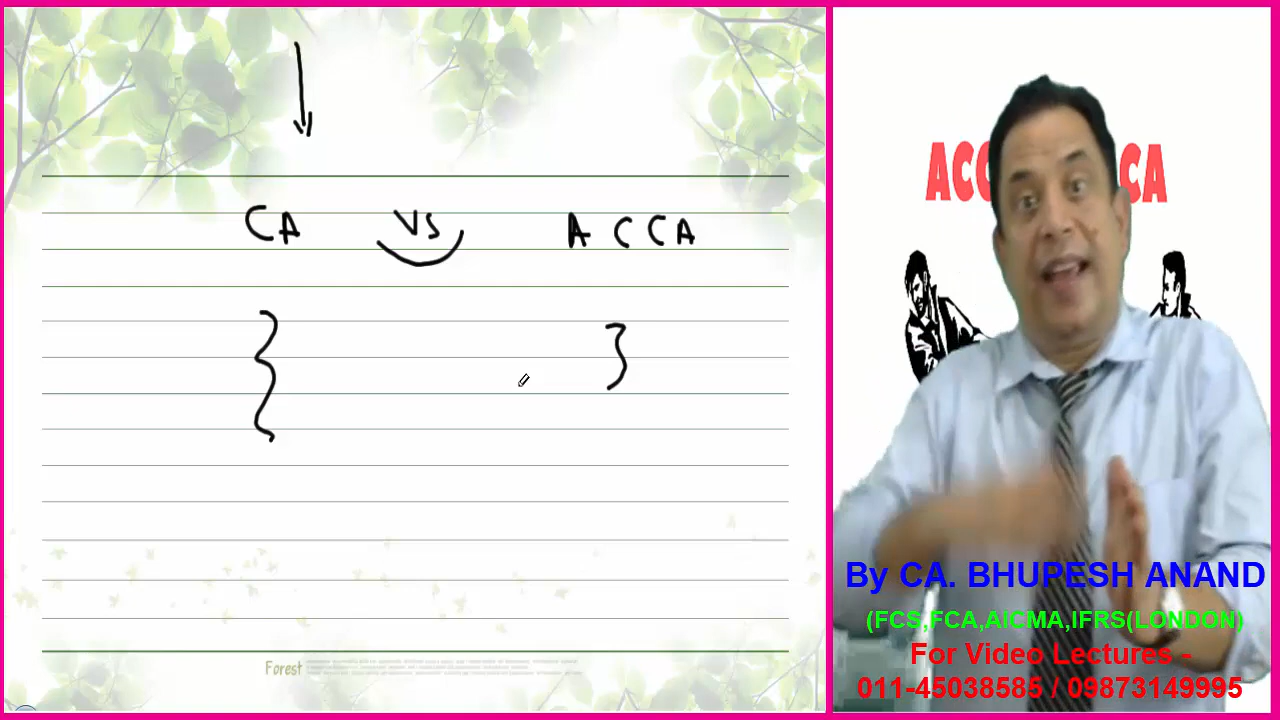 CA VS ACCA
ACC CA
By CA. BHUPESH ANAND
(FCS,FCA,AICMA,IFRS(LONDON)
For Video Lectures -
011-45038585 / 09873149995
Forest